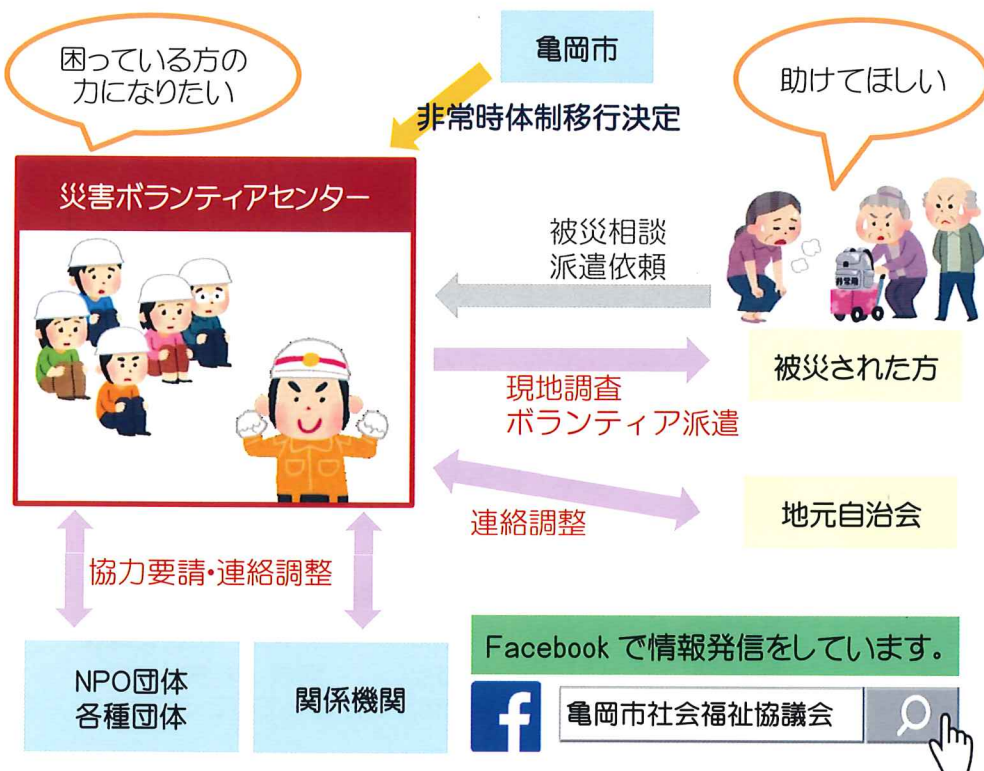 亀岡市
困っている方の
力になりたい
助けてほしい
非常時体制移行決定
災害ボランティアセンター
被災相談
派遣依頼
非常用
被災された方
現地調査
ボランティア派遣
連絡調整
地元自治会
協力要請・連絡調整
NPO団体
各種団体
関係機関
Facebook で情報発信をしています。
f
亀岡市社会福祉協議会